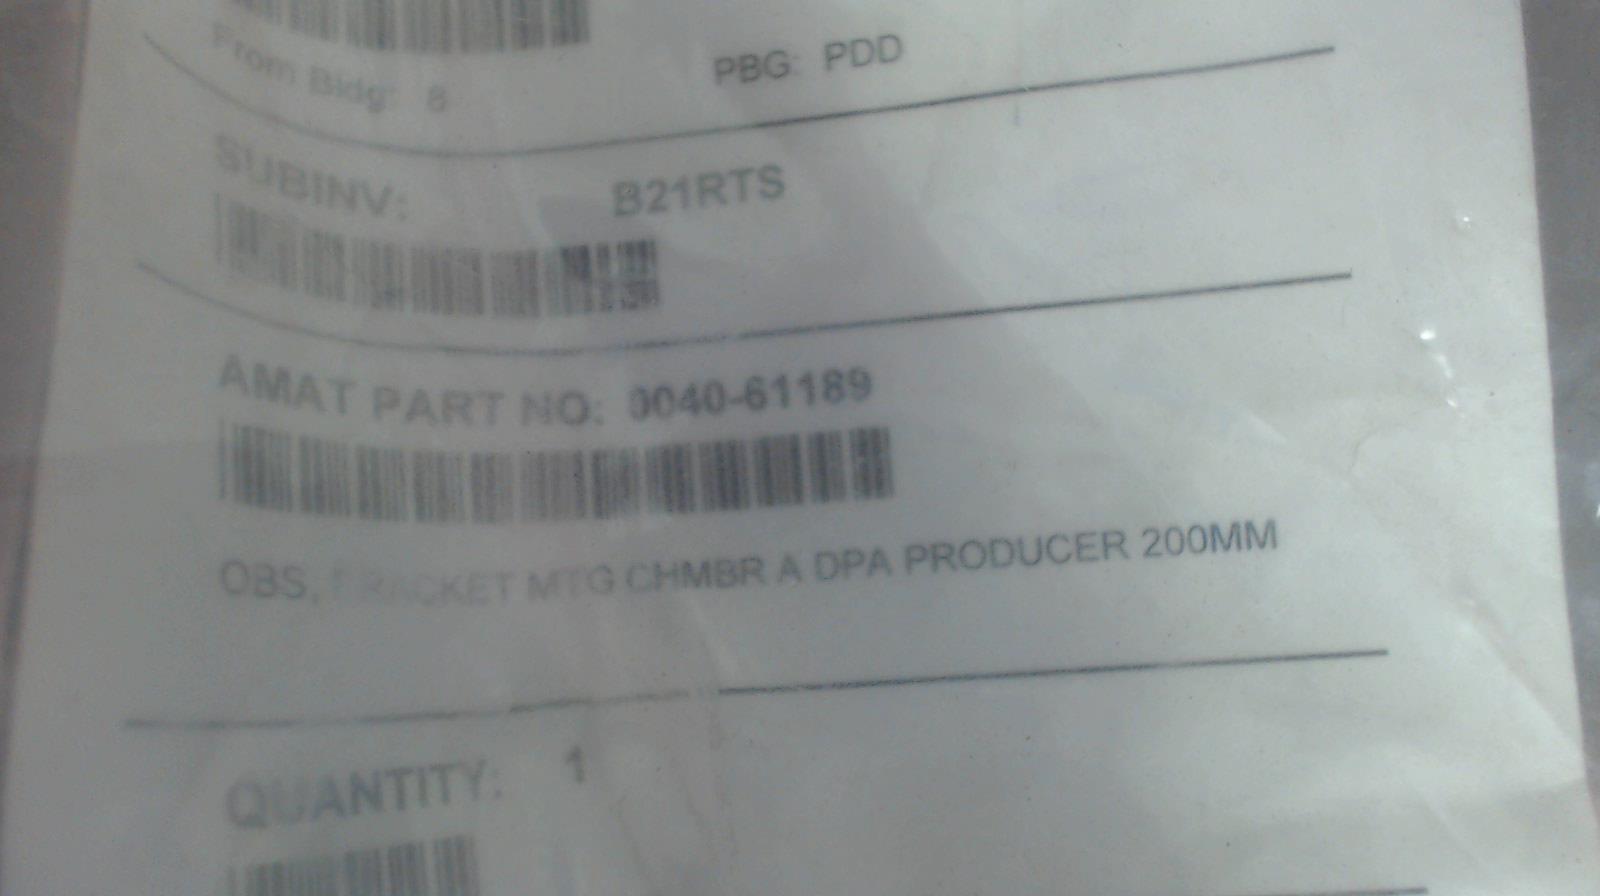 From Bldg: 8 PBG: PDD
SUBINV: B21RTS
AMAT PART NO: 0040-61189
OBS, BRACKET MTG CHMBR A DPA PRODUCER 200MM
QUANTITY: 1